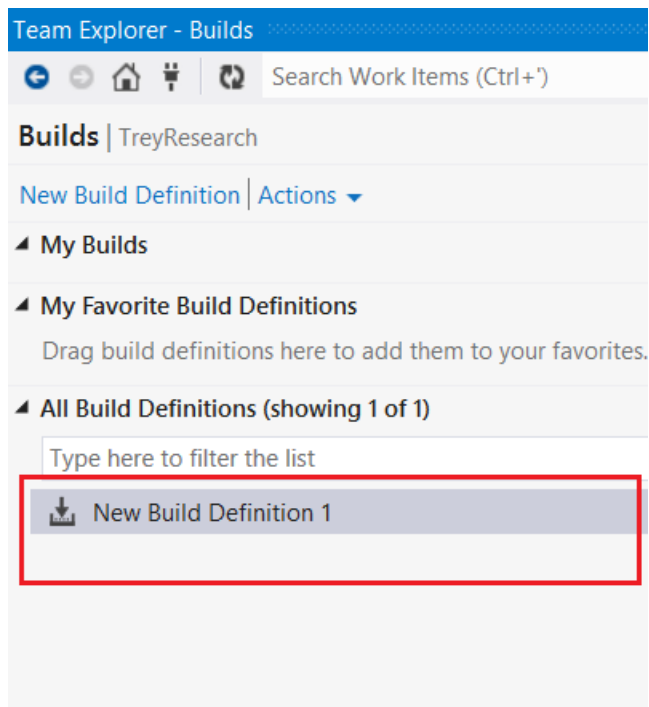 Team Explorer - Builds
Search Work Items (Ctrl+')
Builds | TreyResearch
New Build Definition | Actions
My Builds
My Favorite Build Definitions
Drag build definitions here to add them to your favorites.
All Build Definitions (showing 1 of 1)
Type here to filter the list
New Build Definition 1